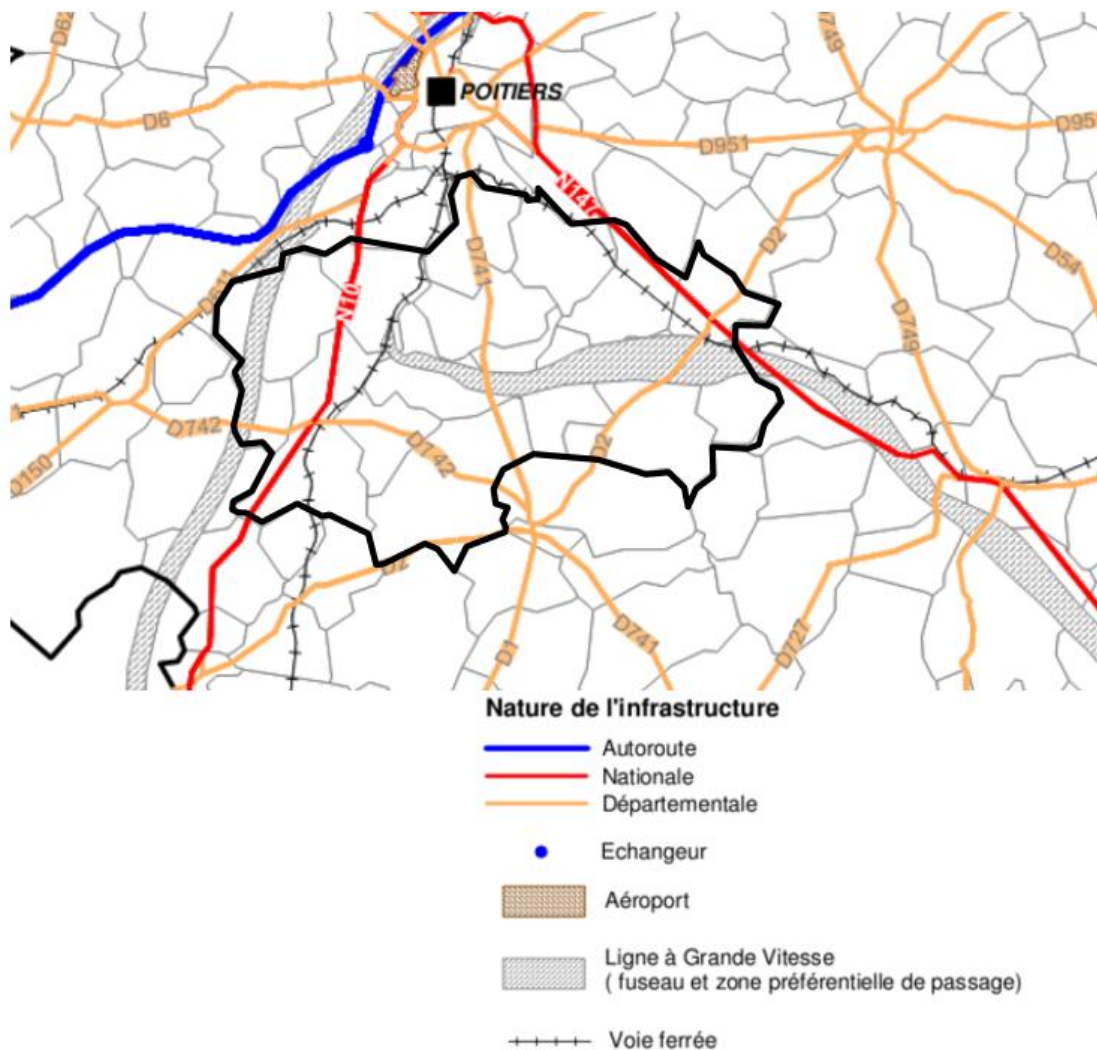 D62
D749
POITIERS
D6
D951
D951
N147
D2
D54
D741
D611
N10
D749
D742
D742
D2
D150
D2
D1
D741
D727
Nature de l'infrastructure
Autoroute
Nationale
Départementale
Echangeur
Aéroport
Ligne à Grande Vitesse
( fuseau et zone préférentielle de passage)
Voie ferrée